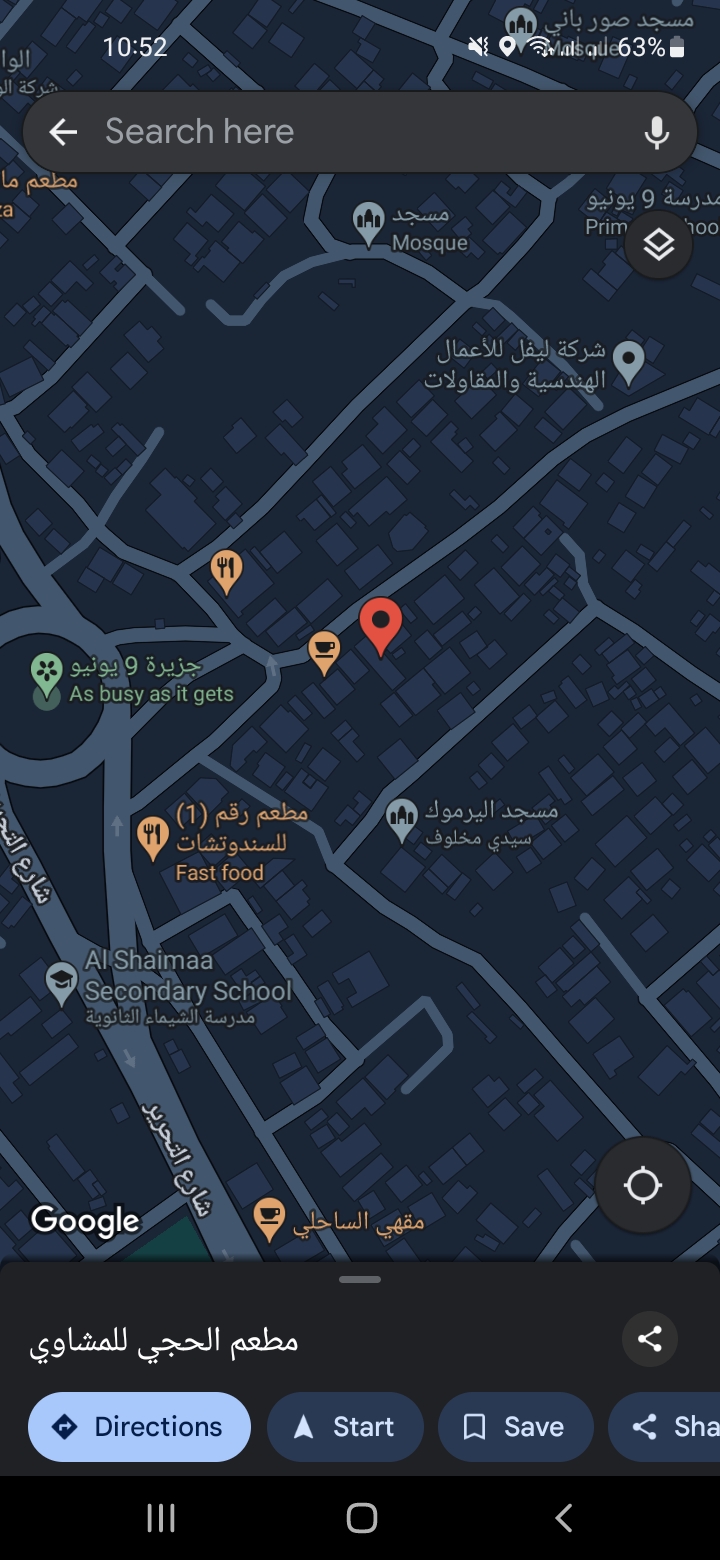 مسجد صور باني
10:52
63%
الوا
شركة الو
Search here
مطعم ما
za
مسجد
Mosque
مدرسة 9 يونيو
Prim
hoo
شركة ليفل للأعمال
الهندسية والمقاولات
جزيرة 9 يونيو
As busy as it gets
مطعم رقم (1)
للسندوتشات
Fast food
مسجد اليرموك
سيدي مخلوف
شارع التحرير
Al Shaimaa
Secondary School
مدرسة الشيماء الثانوية
شارع التحرير
مقهي الساحلي
Google
مطعم الحجي للمشاوي
Directions
Start
Save
Sha